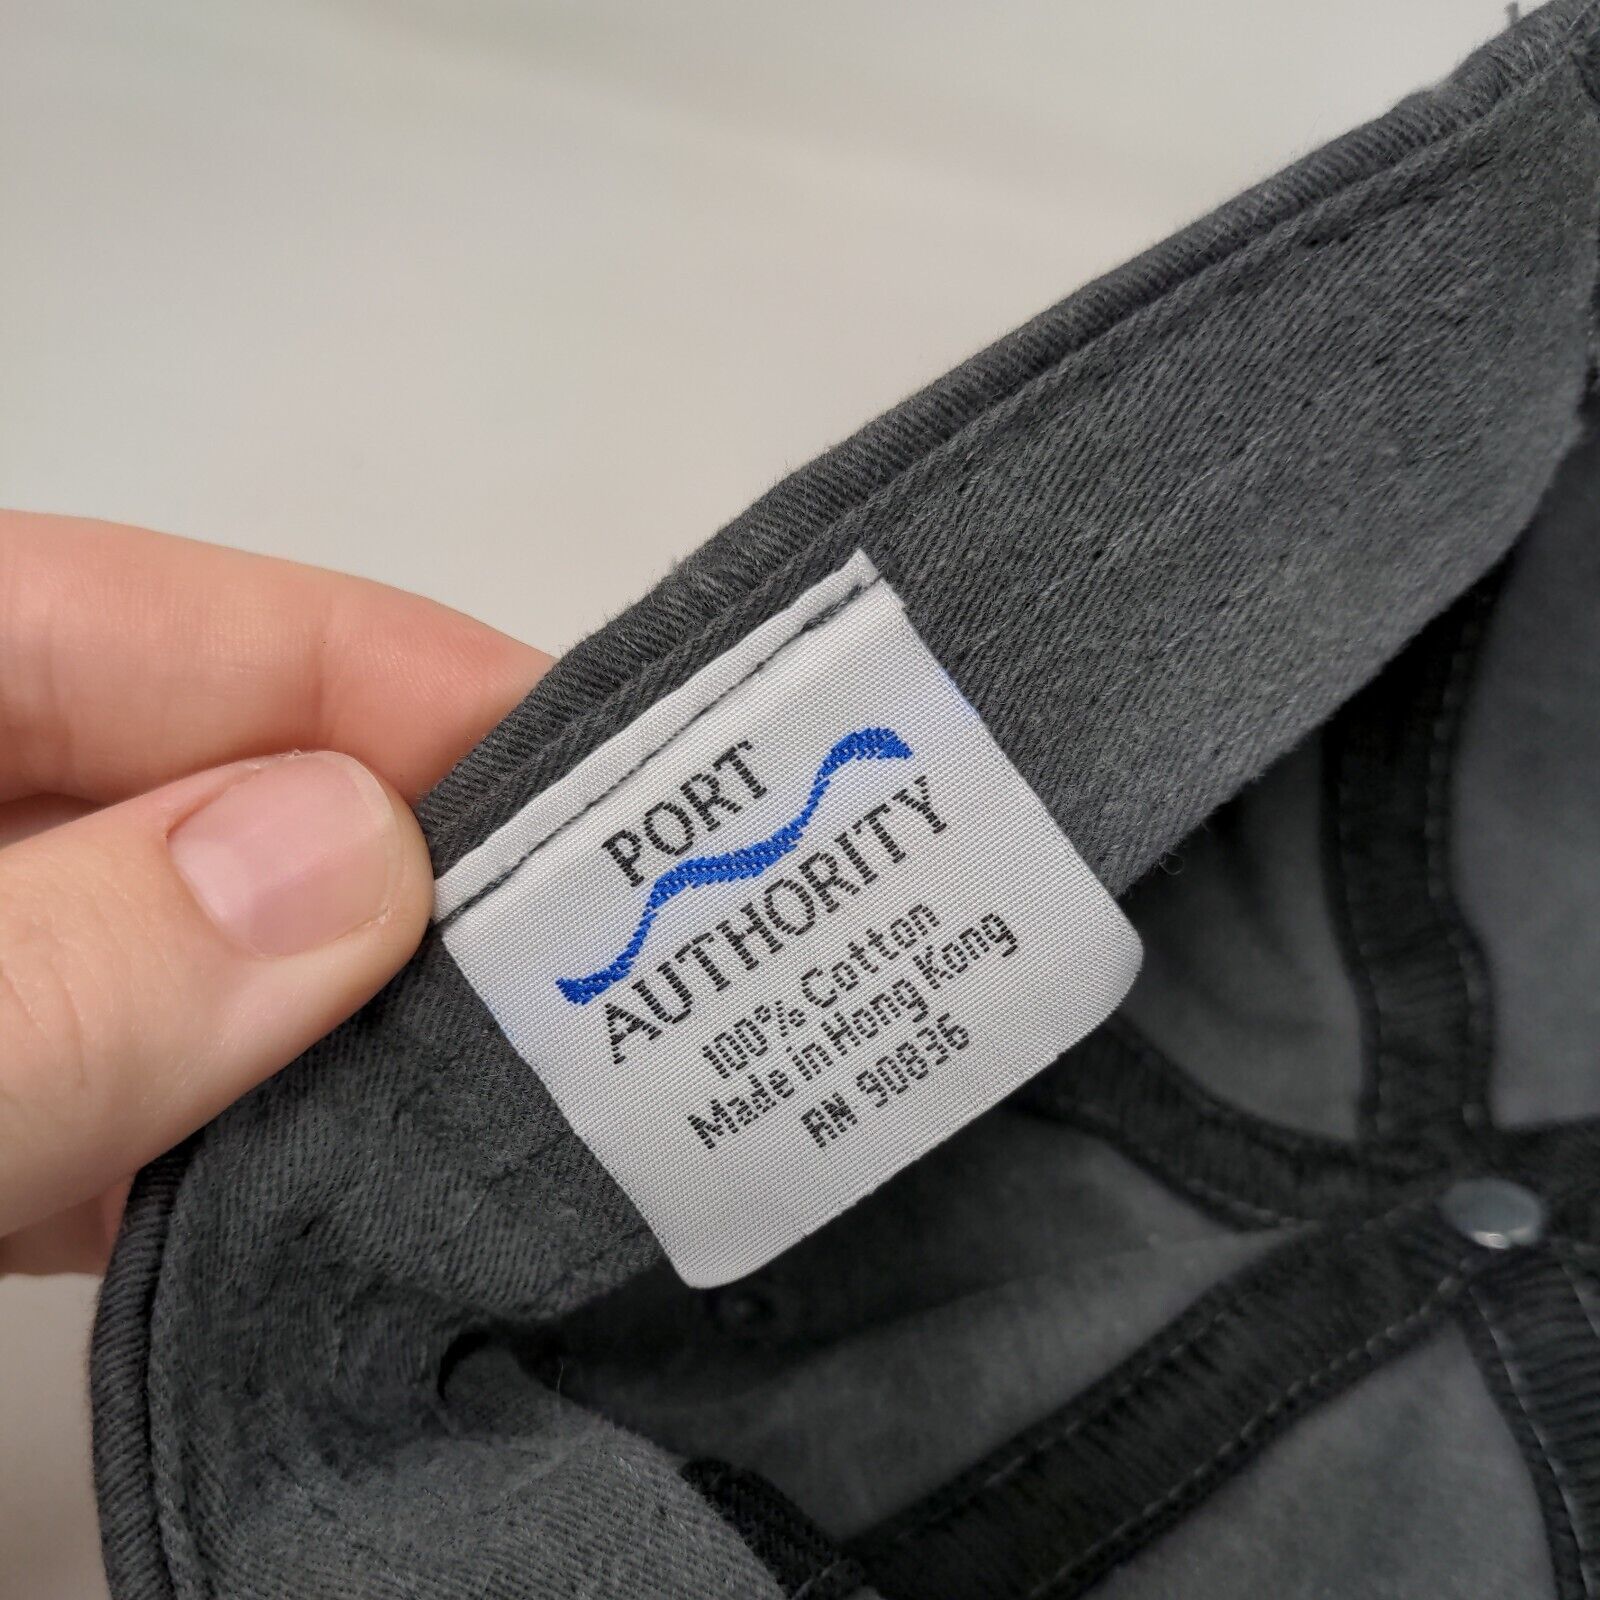 PORT
AUTHORITY
100% Cotton
Made in Hong Kong
RN 90836